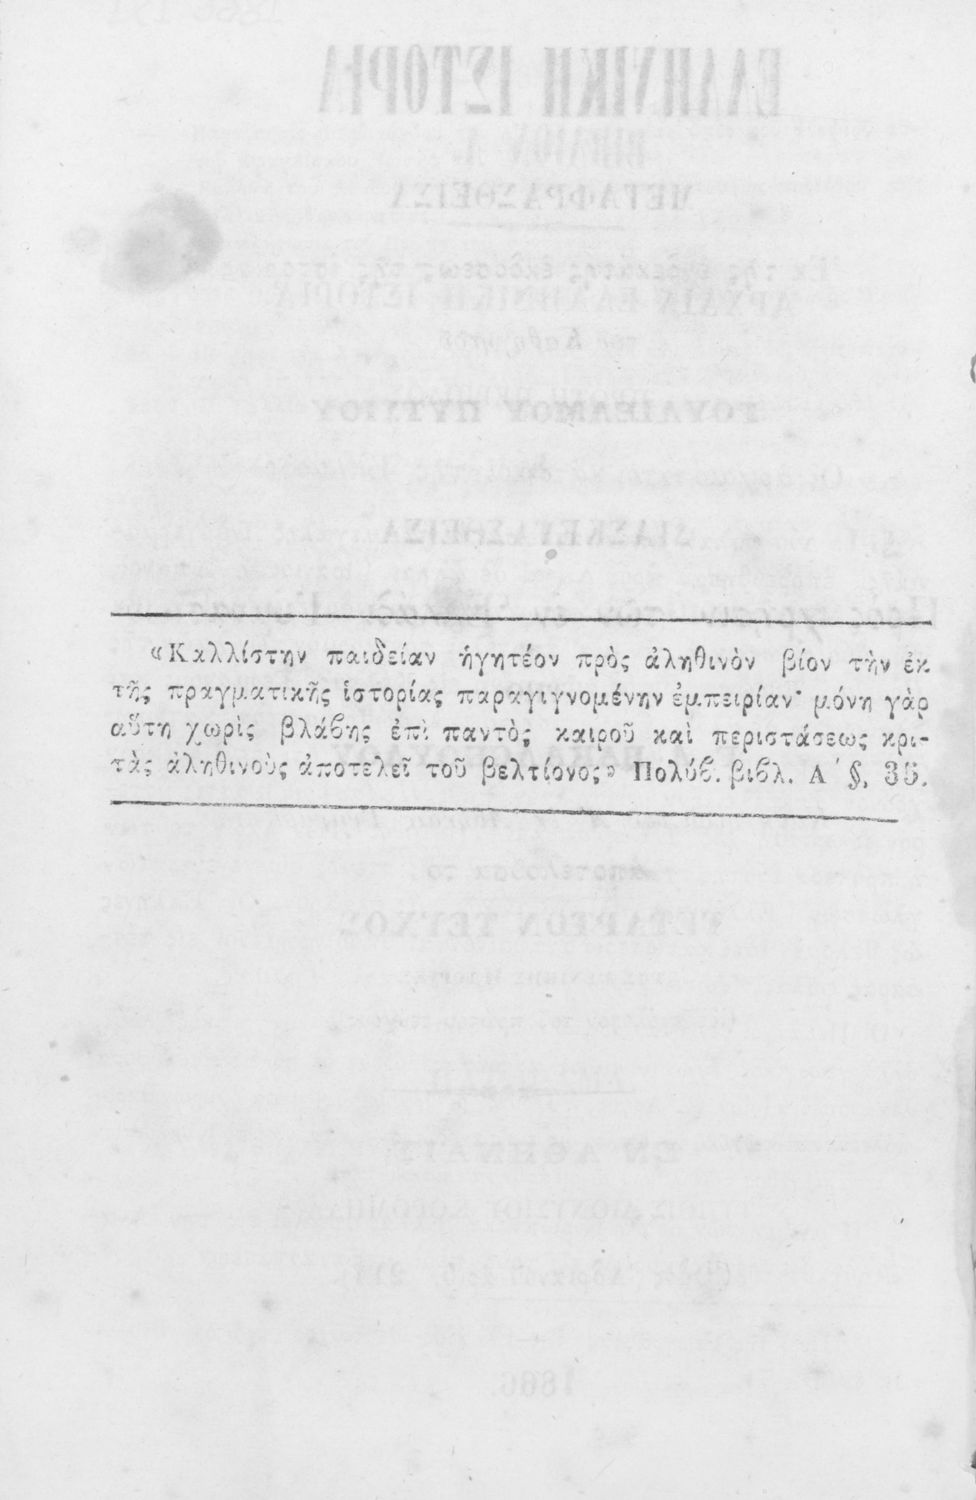 «Καλλίστην παιδείαν ἡγητέον πρὸς ἀληθινὸν βίον τὴν ἐκ
τῆς πραγματικῆς ἱστορίας παραγιγνομένην ἐμπειρίαν· μόνη γὰρ
αὕτη χωρὶς βλάϐης ἐπὶ παντὸς καιροῦ καὶ περιστάσεως κρι-
τὰς ἀληθινοὺς ἀποτελεῖ τοῦ βελτίονος» Πολύϐ. βιϐλ. Α΄ §, 35.